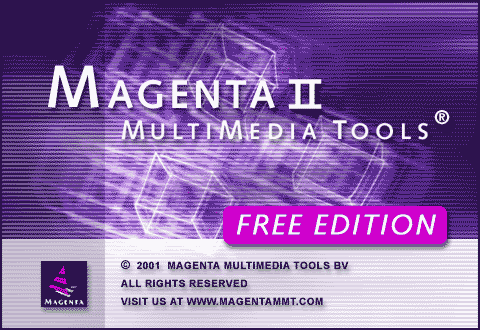 MAGENTA II
MULTIMEDIA TOOLS®
FREE EDITION
© 2001 MAGENTA MULTIMEDIA TOOLS BV
ALL RIGHTS RESERVED
VISIT US AT WWW.MAGENTAMMT.COM
MAGENTA